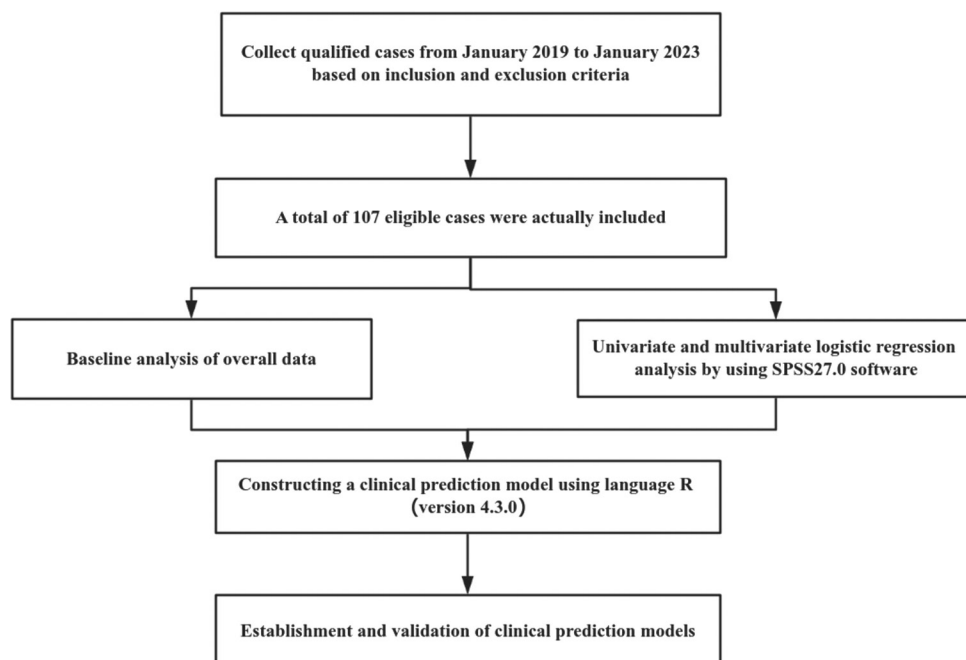 Collect qualified cases from January 2019 to January 2023
based on inclusion and exclusion criteria
A total of 107 eligible cases were actually included
Baseline analysis of overall data
Univariate and multivariate logistic regression
analysis by using SPSS27.0 software
Constructing a clinical prediction model using language R
(version 4.3.0)
Establishment and validation of clinical prediction models